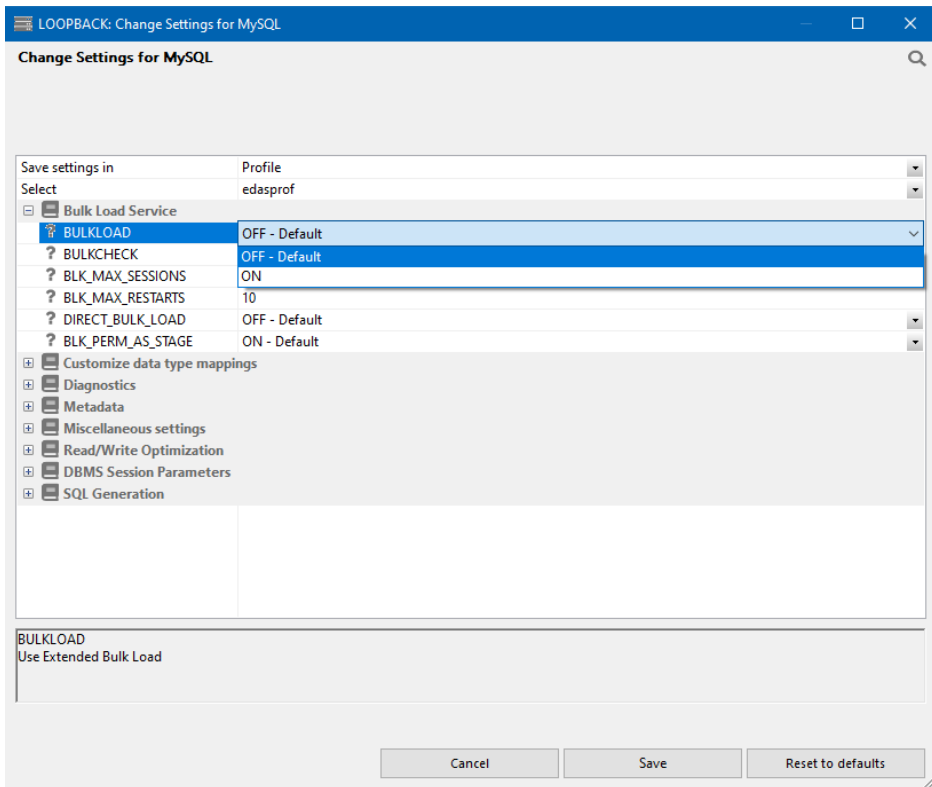 LOOPBACK: Change Settings for MySQL
Change Settings for MySQL
Save settings in Profile
Select edasprof
Bulk Load Service
? BULKLOAD OFF - Default
? BULKCHECK OFF - Default
? BLK_MAX_SESSIONS ON
? BLK_MAX_RESTARTS 10
? DIRECT_BULK_LOAD OFF - Default
? BLK_PERM_AS_STAGE ON - Default
Customize data type mappings
Diagnostics
Metadata
Miscellaneous settings
Read/Write Optimization
DBMS Session Parameters
SQL Generation
BULKLOAD
Use Extended Bulk Load
Cancel Save Reset to defaults